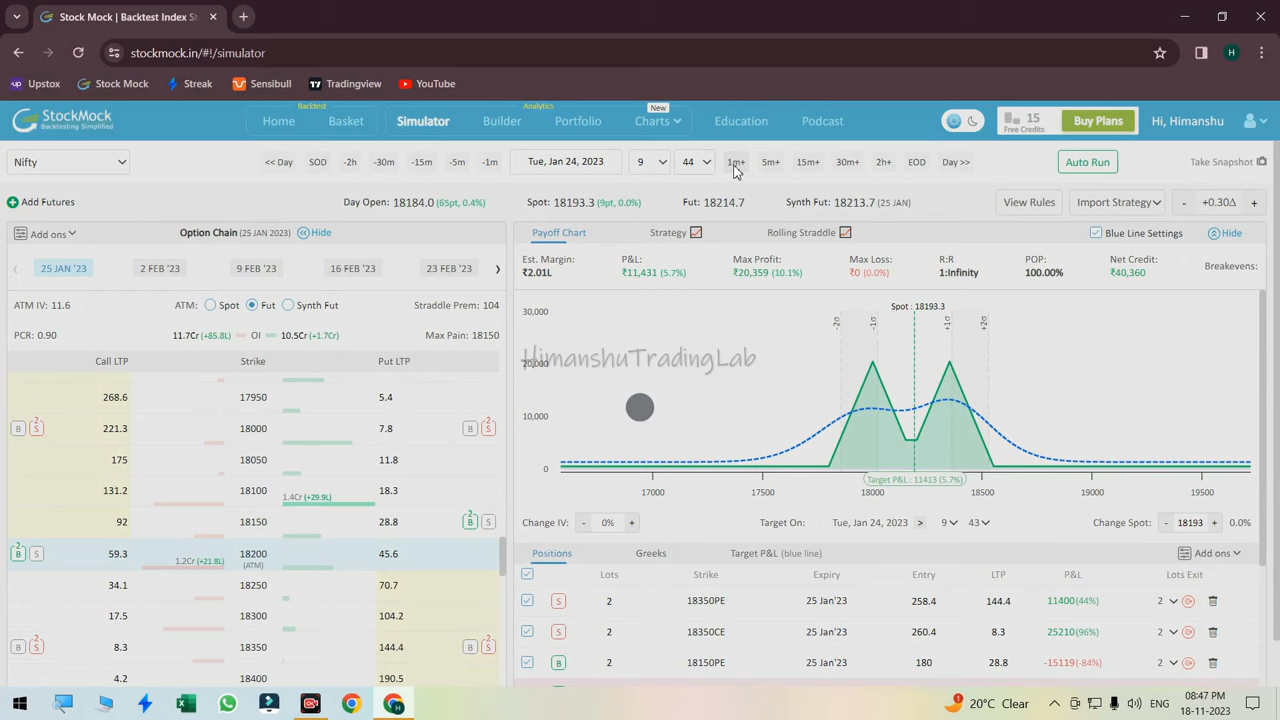 Stock Mock | Backtest Index St
stockmock.in/#!/simulator
H
Upstox Stock Mock Streak Sensibull Tradingview YouTube
StockMock
Backtesting Simplified
Backtest Analytics New
Home Basket Simulator Builder Portfolio Charts Education Podcast
15 Free Credits Buy Plans Hi, Himanshu
Nifty << Day SOD -2h -30m -15m -5m -1m Tue, Jan 24, 2023 9 44 1m+ 5m+ 15m+ 30m+ 2h+ EOD Day >> Auto Run Take Snapshot
Add Futures Day Open: 18184.0 (65pt, 0.4%) Spot: 18193.3 (9pt, 0.0%) Fut: 18214.7 Synth Fut: 18213.7 (25 JAN) View Rules Import Strategy - +0.30Δ +
Add ons Option Chain (25 JAN 2023) Hide
25 JAN '23 2 FEB '23 9 FEB '23 16 FEB '23 23 FEB '23
ATM IV: 11.6 ATM: Spot Fut Synth Fut Straddle Prem: 104
PCR: 0.90 11.7Cr (+85.8L) OI 10.5Cr (+1.7Cr) Max Pain: 18150
Call LTP Strike Put LTP
268.6 17950 5.4
B 2 S 221.3 18000 7.8 B 2 S
175 18050 11.8
131.2 18100 1.4Cr (+29.9L) 18.3
92 18150 28.8 2 B S
2 B S 59.3 18200 45.6
1.2Cr (+21.8L) (ATM)
34.1 18250 70.7
17.5 18300 104.2
B 2 S 8.3 18350 144.4 B 2 S
4.2 18400 190.5
Payoff Chart Strategy Rolling Straddle Blue Line Settings Hide
Est. Margin: P&L: Max Profit: Max Loss: R:R POP: Net Credit: Breakevens:
₹2.01L ₹11,431 (5.7%) ₹20,359 (10.1%) ₹0 (0.0%) 1:Infinity 100.00% ₹40,360
Spot : 18193.3
30,000
-2σ -1σ +1σ +2σ
HimanshuTradingLab
20,000
10,000
0
Target P&L : 11413 (5.7%)
17000 17500 18000 18500 19000 19500
Change IV: - 0% + Target On: Tue, Jan 24, 2023 > 9 43 Change Spot: - 18193 + 0.0%
Positions Greeks Target P&L (blue line) Add ons
Lots Strike Expiry Entry LTP P&L Lots Exit
S 2 18350PE 25 Jan'23 258.4 144.4 11400(44%) 2
S 2 18350CE 25 Jan'23 260.4 8.3 25210(96%) 2
B 2 18150PE 25 Jan'23 180 28.8 -15119(-84%) 2
1 20°C Clear ENG 08:47 PM
18-11-2023